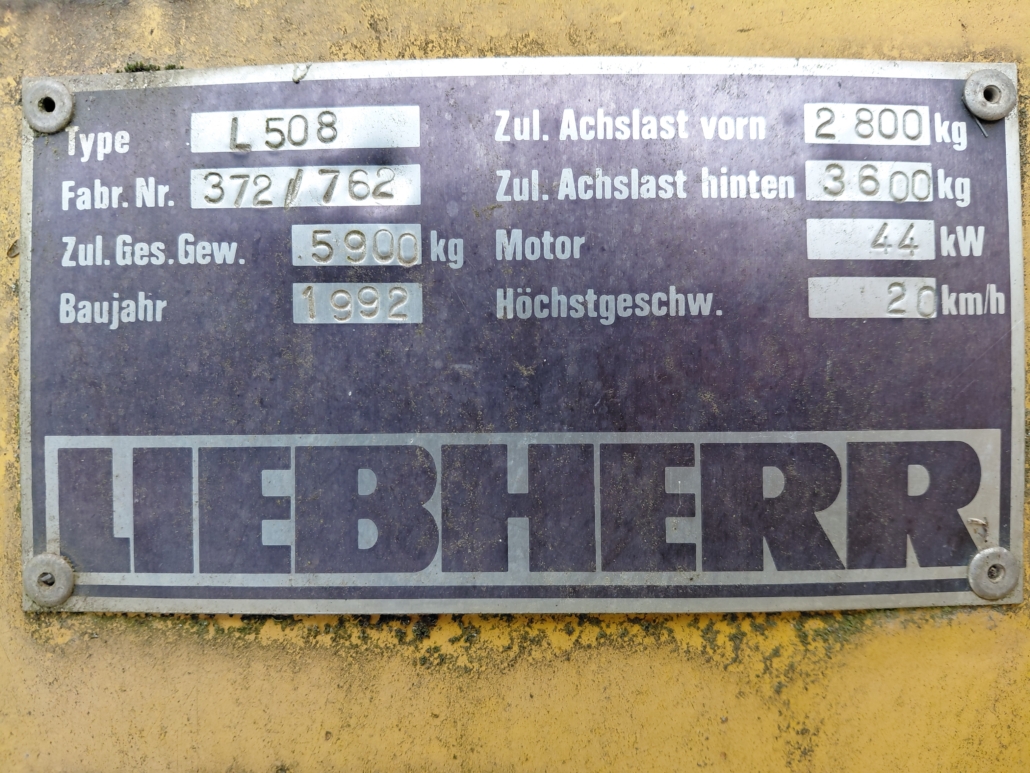 Type L 508
Fabr. Nr. 372/762
Zul. Ges. Gew. 5900 kg
Baujahr 1992
Zul. Achslast vorn 2 800 kg
Zul. Achslast hinten 3600 kg
Motor 44 kW
Höchstgeschw. 20 km/h
LIEBHERR